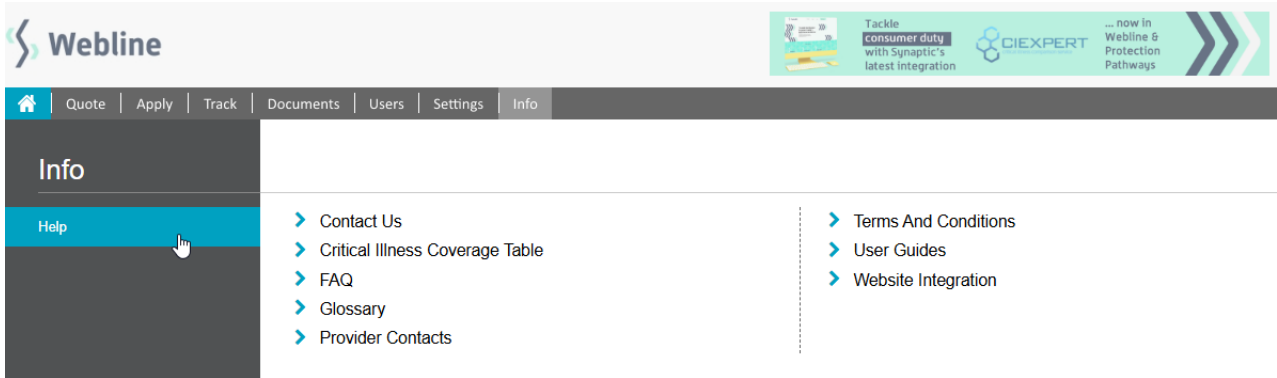 Webline
Tackle
consumer duty
with Synaptic's
latest integration
CIEXPERT
... now in
Webline &
Protection
Pathways
Quote
Apply
Track
Documents
Users
Settings
Info
Info
Help
Contact Us
Critical Illness Coverage Table
FAQ
Glossary
Provider Contacts
Terms And Conditions
User Guides
Website Integration